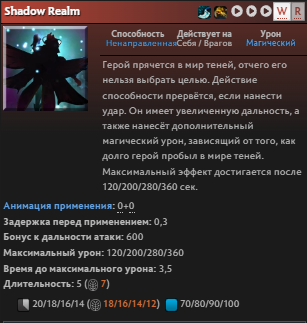 Shadow Realm W R
Способность Действует на Урон
Ненаправленная Себя / Врагов Магический
Герой прячется в мир теней, отчего его
нельзя выбрать целью. Действие
способности прервётся, если нанести
удар. Он имеет увеличенную дальность, а
также нанесёт дополнительный
магический урон, зависящий от того, как
долго герой пробыл в мире теней.
Максимальный эффект достигается после
120/200/280/360 сек.
Анимация применения: 0+0
Задержка перед применением: 0,3
Бонус к дальности атаки: 600
Максимальный урон: 120/200/280/360
Время до максимального урона: 3,5
Длительность: 5 ( 7)
20/18/16/14 ( 18/16/14/12) 70/80/90/100